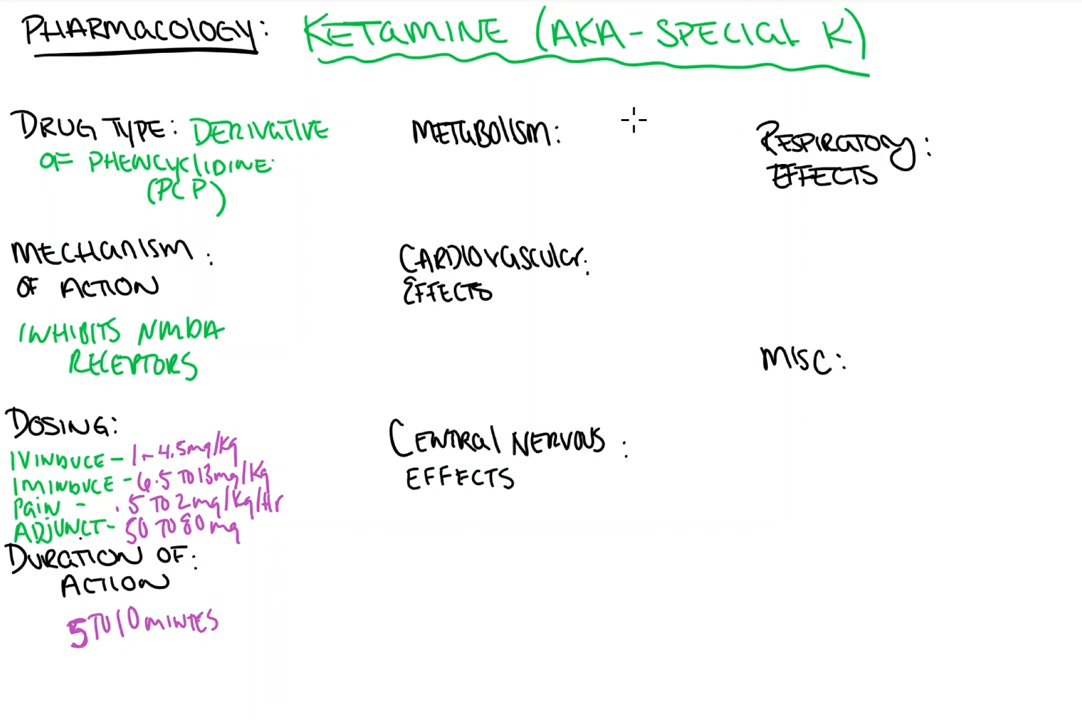 PHARMACOLOGY: KETAMINE (AKA-SPECIAL K)
DRUG TYPE: DERIVATIVE
OF PHENCYCLIDINE
(PCP)
MECHANISM :
OF ACTION
INHIBITS NMDA
RECEPTORS
DOSING:
IV INDUCE - 1-4.5mg/kg
IM INDUCE - 6.5 TO 13mg/kg
PAIN - .5 TO 2mg/kg/Hr
ADJUNCT - 50 TO 80mg
DURATION OF:
ACTION
5 TO 10 MINTES
METABOLISM:
CARDIOVASCULAR:
EFFECTS
CENTRAL NERVOUS :
EFFECTS
RESPIRATORY:
EFFECTS
MISC: